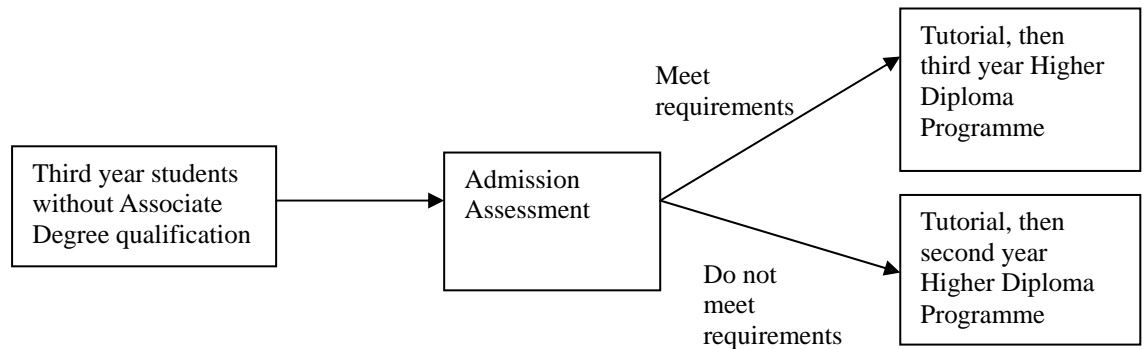 Third year students
without Associate
Degree qualification
Admission
Assessment
Meet
requirements
Tutorial, then
third year Higher
Diploma
Programme
Do not
meet
requirements
Tutorial, then
second year
Higher Diploma
Programme